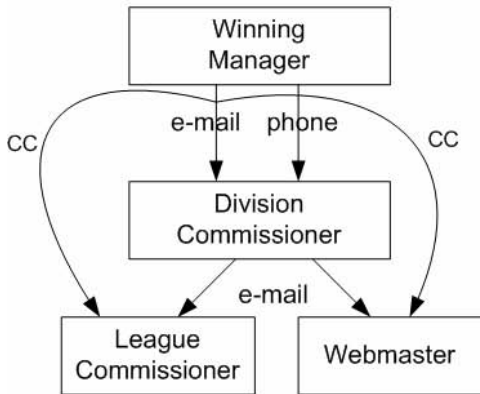 Winning
Manager
e-mail phone
CC
CC
Division
Commissioner
e-mail
League
Commissioner
Webmaster